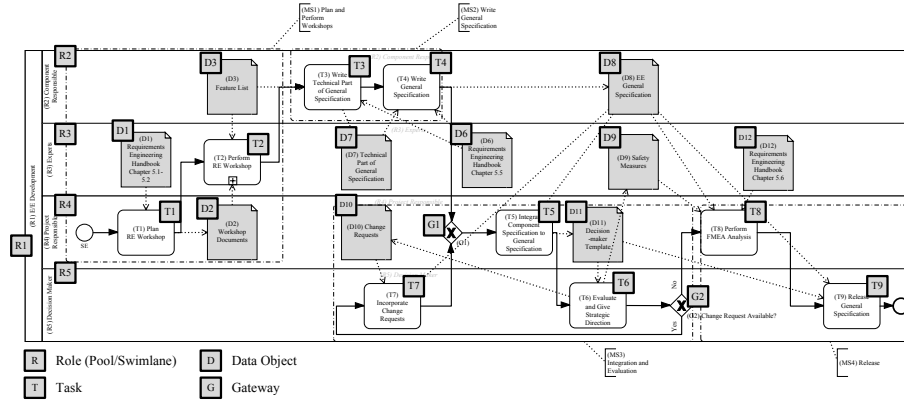 (MS1) Plan and
Perform
Workshops
(MS2) Write
General
Specification
R1
(R1) E/E Development
R2
(R2) Component
Responsible
D3
(D3)
Feature List
T3
(T3) Write
Technical Part
of General
Specification
T4
(T4) Write
General
Specification
D8
(D8) EE
General
Specification
R3
(R3) Experts
D1
(D1)
Requirements
Engineering
Handbook
Chapter 5.1-
5.2
T2
(T2) Perform
RE Workshop
D7
(D7) Technical
Part of
General
Specification
D6
(D6)
Requirements
Engineering
Handbook
Chapter 5.5
D9
(D9) Safety
Measures
D12
(D12)
Requirements
Engineering
Handbook
Chapter 5.6
R4
(R4) Project
Responsible
SE
T1
(T1) Plan
RE Workshop
D2
(D2)
Workshop
Documents
D10
(D10) Change
Requests
G1
(G1)
T5
(T5) Integrate
Component
Specification to
General
Specification
D11
(D11)
Decision
-maker
Template
T8
(T8) Perform
FMEA Analysis
R5
(R5) Decision Maker
T7
(T7)
Incorporate
Change
Requests
T6
(T6) Evaluate
and Give
Strategic
Direction
No
G2
(G2) Change Request Available?
Yes
T9
(T9) Release
General
Specification
(MS3)
Integration and
Evaluation
(MS4) Release
R Role (Pool/Swimlane)
D Data Object
T Task
G Gateway